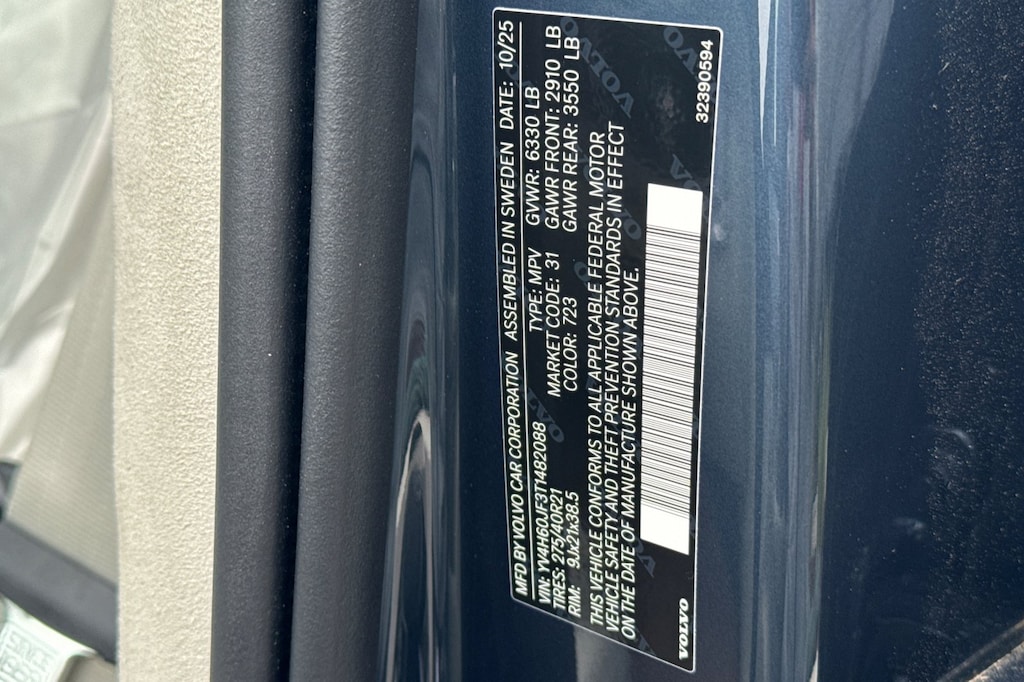 MFD BY VOLVO CAR CORPORATION ASSEMBLED IN SWEDEN DATE: 10/25
VIN: YV4H60JF3T1482088 TYPE: MPV GVWR: 6330 LB
TIRES: 275/40R21 MARKET CODE: 31 GAWR FRONT: 2910 LB
RIM: 9Jx21x38.5 COLOR: 723 GAWR REAR: 3550 LB
THIS VEHICLE CONFORMS TO ALL APPLICABLE FEDERAL MOTOR
VEHICLE SAFETY AND THEFT PREVENTION STANDARDS IN EFFECT
ON THE DATE OF MANUFACTURE SHOWN ABOVE.
VOLVO 32390594
SINCE